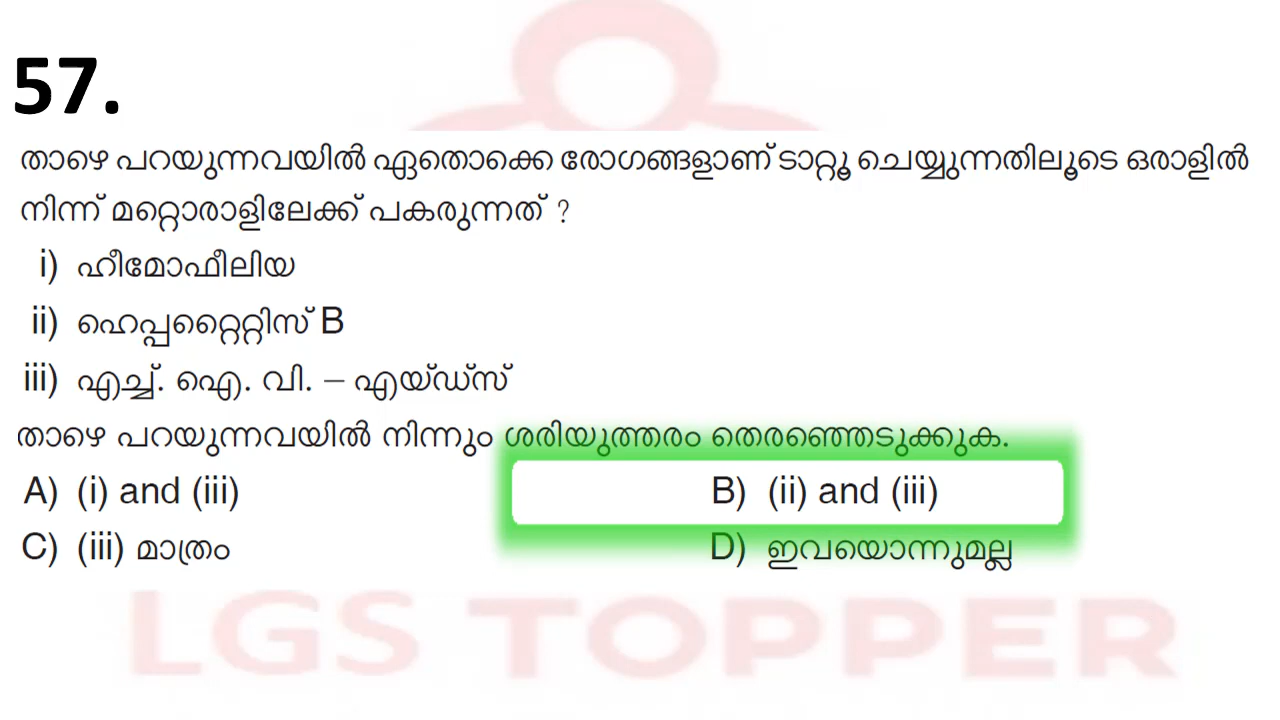 57.
താഴെ പറയുന്നവയിൽ ഏതൊക്കെ രോഗങ്ങളാണ് ടാറ്റൂ ചെയ്യുന്നതിലൂടെ ഒരാളിൽ
നിന്ന് മറ്റൊരാളിലേക്ക് പകരുന്നത് ?
i) ഹീമോഫീലിയ
ii) ഹെപ്പറ്റൈറ്റിസ് B
iii) എച്ച്. ഐ. വി. – എയ്ഡ്സ്
താഴെ പറയുന്നവയിൽ നിന്നും ശരിയുത്തരം തെരഞ്ഞെടുക്കുക.
A) (i) and (iii) B) (ii) and (iii)
C) (iii) മാത്രം D) ഇവയൊന്നുമല്ല
LGS TOPPER